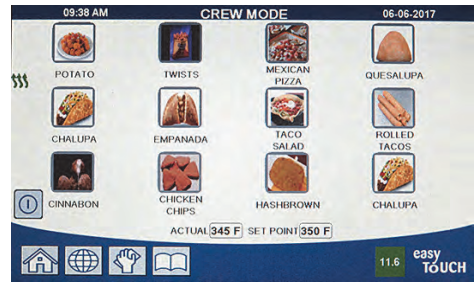 09:38 AM CREW MODE 06-06-2017
POTATO TWISTS MEXICAN PIZZA QUESALUPA
CHALUPA EMPANADA TACO SALAD ROLLED TACOS
CINNABON CHICKEN CHIPS HASHBROWN CHALUPA
ACTUAL 345 F SET POINT 350 F
11.6 easy TOUCH